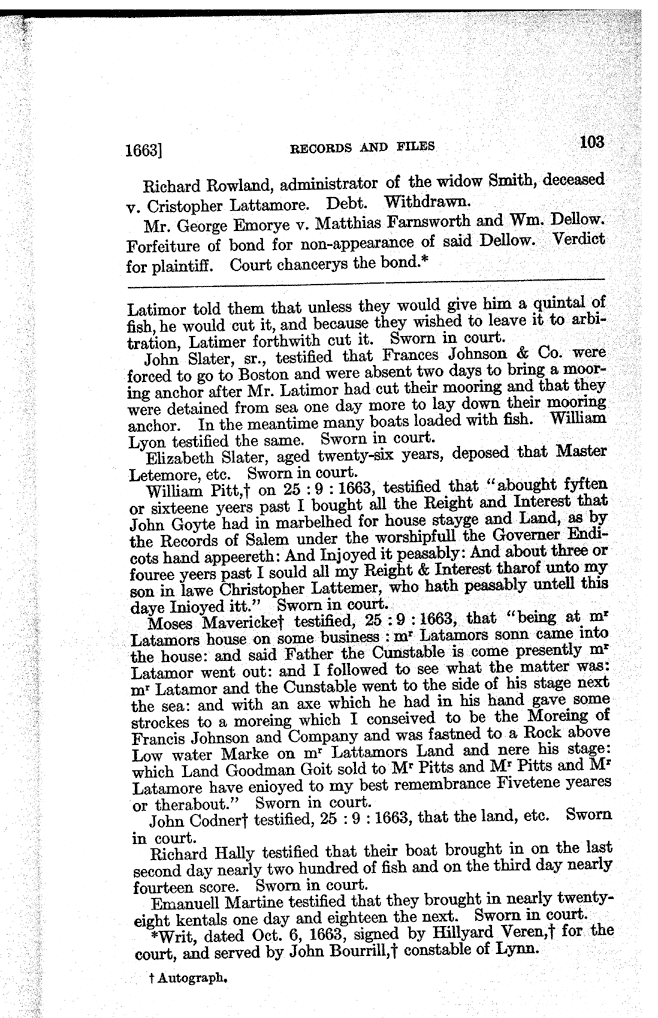 1663] RECORDS AND FILES 103
Richard Rowland, administrator of the widow Smith, deceased
v. Cristopher Lattamore. Debt. Withdrawn.
Mr. George Emorye v. Matthias Farnsworth and Wm. Dellow.
Forfeiture of bond for non-appearance of said Dellow. Verdict
for plaintiff. Court chancerys the bond.*
Latimor told them that unless they would give him a quintal of
fish, he would cut it, and because they wished to leave it to arbi-
tration, Latimer forthwith cut it. Sworn in court.
John Slater, sr., testified that Frances Johnson & Co. were
forced to go to Boston and were absent two days to bring a moor-
ing anchor after Mr. Latimor had cut their mooring and that they
were detained from sea one day more to lay down their mooring
anchor. In the meantime many boats loaded with fish. William
Lyon testified the same. Sworn in court.
Elizabeth Slater, aged twenty-six years, deposed that Master
Letemore, etc. Sworn in court.
William Pitt,† on 25 : 9 : 1663, testified that "abought fyften
or sixteene yeers past I bought all the Reight and Interest that
John Goyte had in marbelhed for house stayge and Land, as by
the Records of Salem under the worshipfull the Governer Endi-
cots hand appeereth: And Injoyed it peasably: And about three or
fouree yeers past I sould all my Reight & Interest tharof unto my
son in lawe Christopher Lattemer, who hath peasably untell this
daye Inioyed itt." Sworn in court.
Moses Mavericke† testified, 25 : 9 : 1663, that "being at mʳ
Latamors house on some business : mʳ Latamors sonn came into
the house: and said Father the Cunstable is come presently mʳ
Latamor went out: and I followed to see what the matter was:
mʳ Latamor and the Cunstable went to the side of his stage next
the sea: and with an axe which he had in his hand gave some
strockes to a moreing which I conseived to be the Moreing of
Francis Johnson and Company and was fastned to a Rock above
Low water Marke on mʳ Lattamors Land and nere his stage:
which Land Goodman Goit sold to Mʳ Pitts and Mʳ Pitts and Mʳ
Latamore have enioyed to my best remembrance Fivetene yeares
or therabout." Sworn in court.
John Codner† testified, 25 : 9 : 1663, that the land, etc. Sworn
in court.
Richard Hally testified that their boat brought in on the last
second day nearly two hundred of fish and on the third day nearly
fourteen score. Sworn in court.
Emanuell Martine testified that they brought in nearly twenty-
eight kentals one day and eighteen the next. Sworn in court.
*Writ, dated Oct. 6, 1663, signed by Hillyard Veren,† for the
court, and served by John Bourrill,† constable of Lynn.
† Autograph.